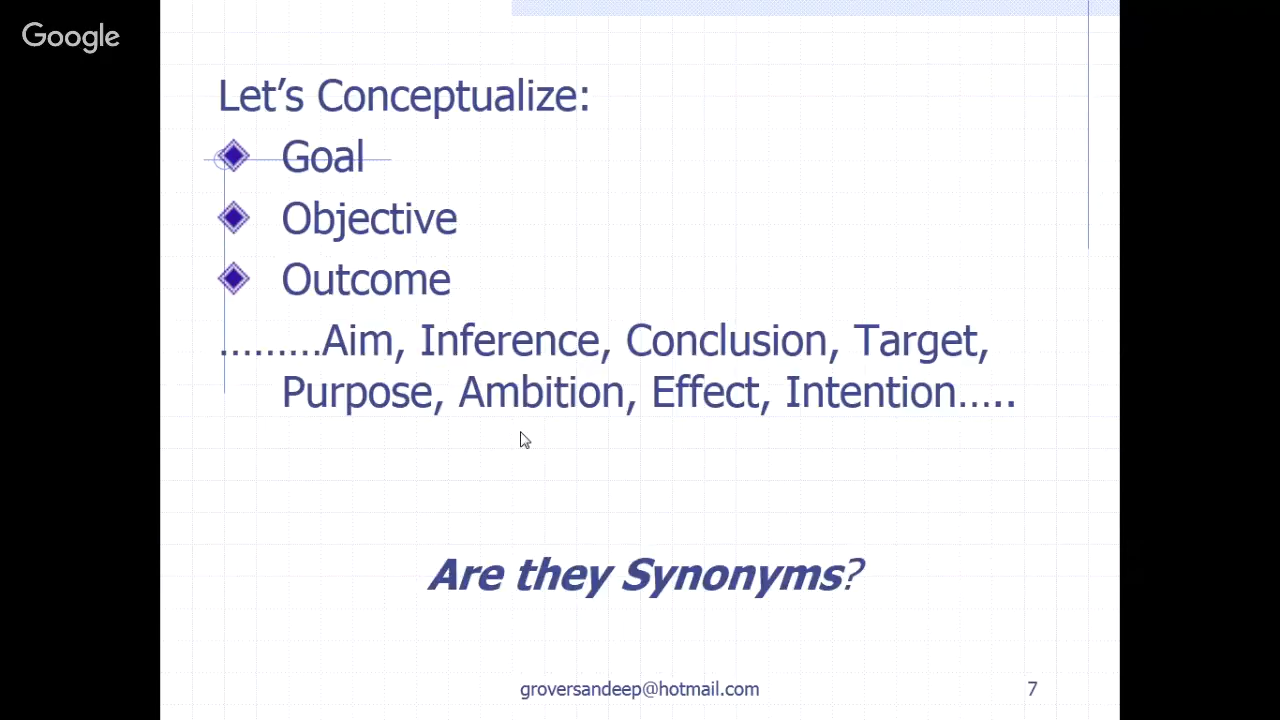 Google
Let's Conceptualize:
Goal
Objective
Outcome
………Aim, Inference, Conclusion, Target,
Purpose, Ambition, Effect, Intention…..
Are they Synonyms?
groversandeep@hotmail.com
7